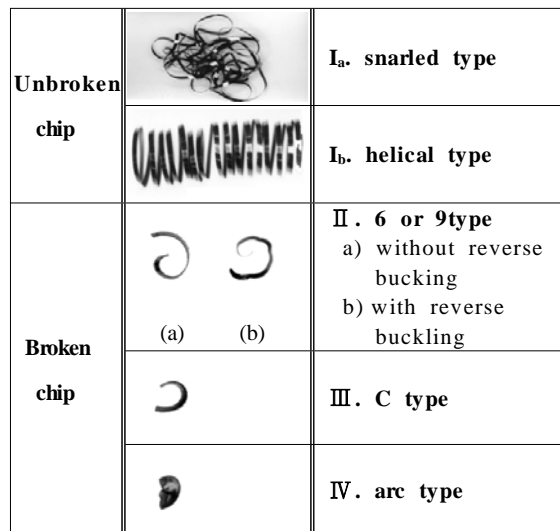 Unbroken
chip
Iₐ. snarled type
I_b. helical type
Broken
chip
(a) (b)
Ⅱ. 6 or 9type
a) without reverse
bucking
b) with reverse
buckling
Ⅲ. C type
Ⅳ. arc type